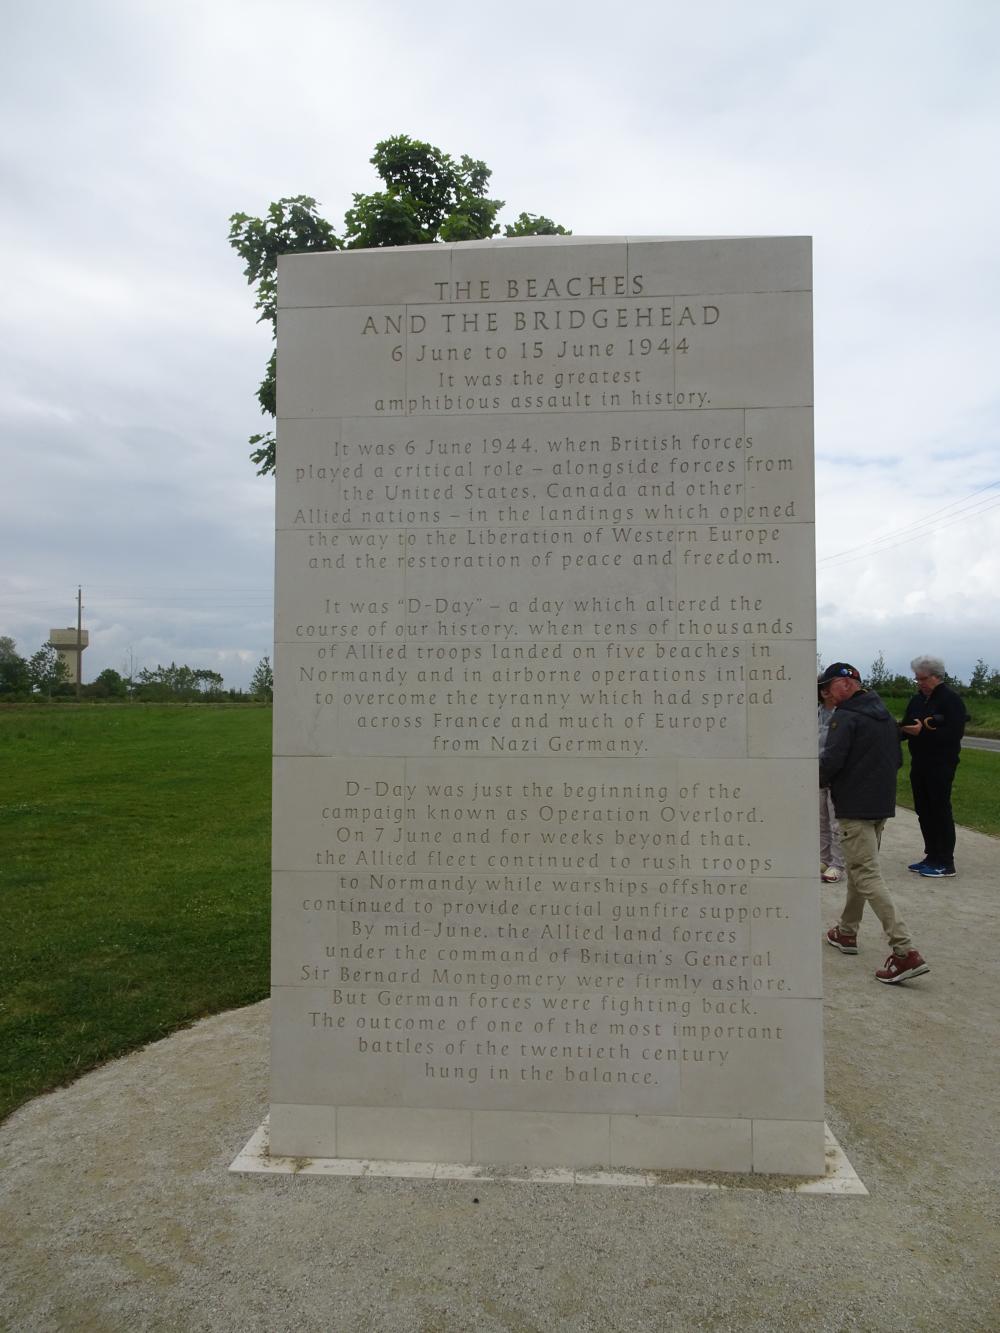 THE BEACHES
AND THE BRIDGEHEAD
6 June to 15 June 1944
It was the greatest
amphibious assault in history.
It was 6 June 1944, when British forces
played a critical role – alongside forces from
the United States, Canada and other
Allied nations – in the landings which opened
the way to the Liberation of Western Europe
and the restoration of peace and freedom.
It was “D-Day” – a day which altered the
course of our history, when tens of thousands
of Allied troops landed on five beaches in
Normandy and in airborne operations inland,
to overcome the tyranny which had spread
across France and much of Europe
from Nazi Germany.
D-Day was just the beginning of the
campaign known as Operation Overlord.
On 7 June and for weeks beyond that,
the Allied fleet continued to rush troops
to Normandy while warships offshore
continued to provide crucial gunfire support.
By mid-June, the Allied land forces
under the command of Britain's General
Sir Bernard Montgomery were firmly ashore.
But German forces were fighting back.
The outcome of one of the most important
battles of the twentieth century
hung in the balance.